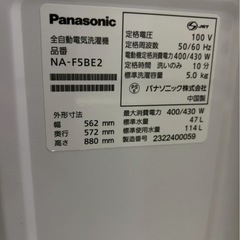 Panasonic
全自動電気洗濯機
品番
NA-F5BE2
外形寸法
幅 562 mm
奥行 572 mm
高さ 880 mm
JET
定格電圧 100 V
定格周波数 50/60 Hz
電動機定格消費電力 400/430 W
定格時間 洗いのみ 10 分
標準洗濯容量 5.0 kg
パナソニック株式会社
中国製
最大消費電力 400/430 W
標準水量 47 L
標準使用水量 114 L
製造番号 2322400059